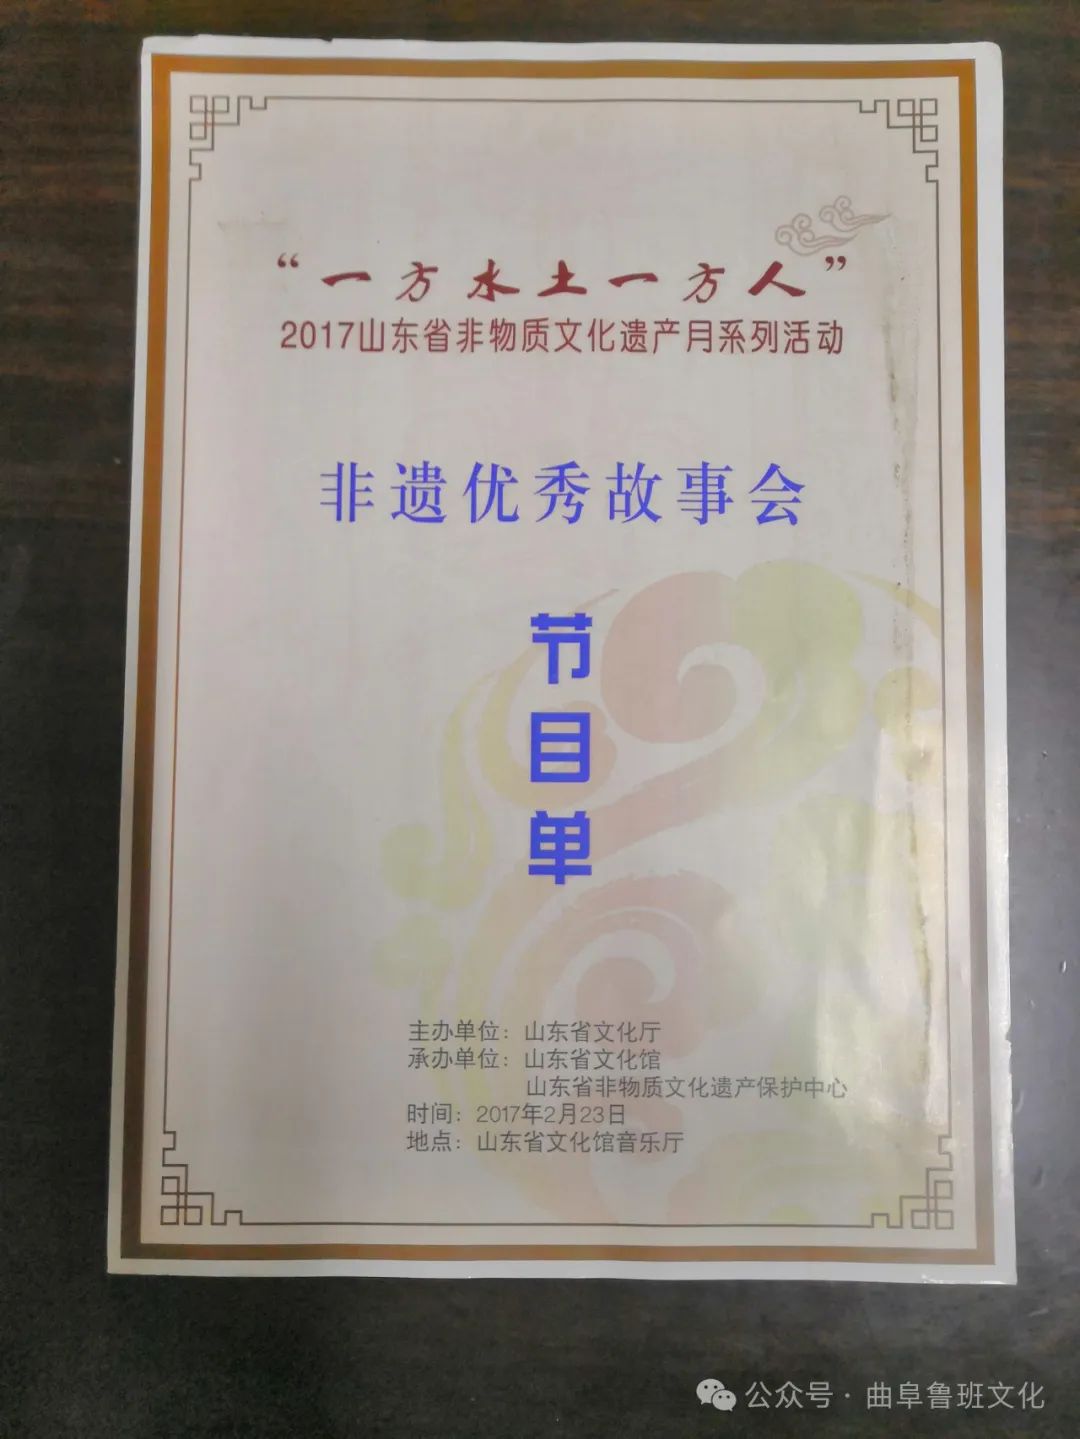 “一方水土一方人”
2017山东省非物质文化遗产月系列活动
非遗优秀故事会
节
目
单
主办单位：山东省文化厅
承办单位：山东省文化馆
山东省非物质文化遗产保护中心
时间：2017年2月23日
地点：山东省文化馆音乐厅
公众号·曲阜鲁班文化